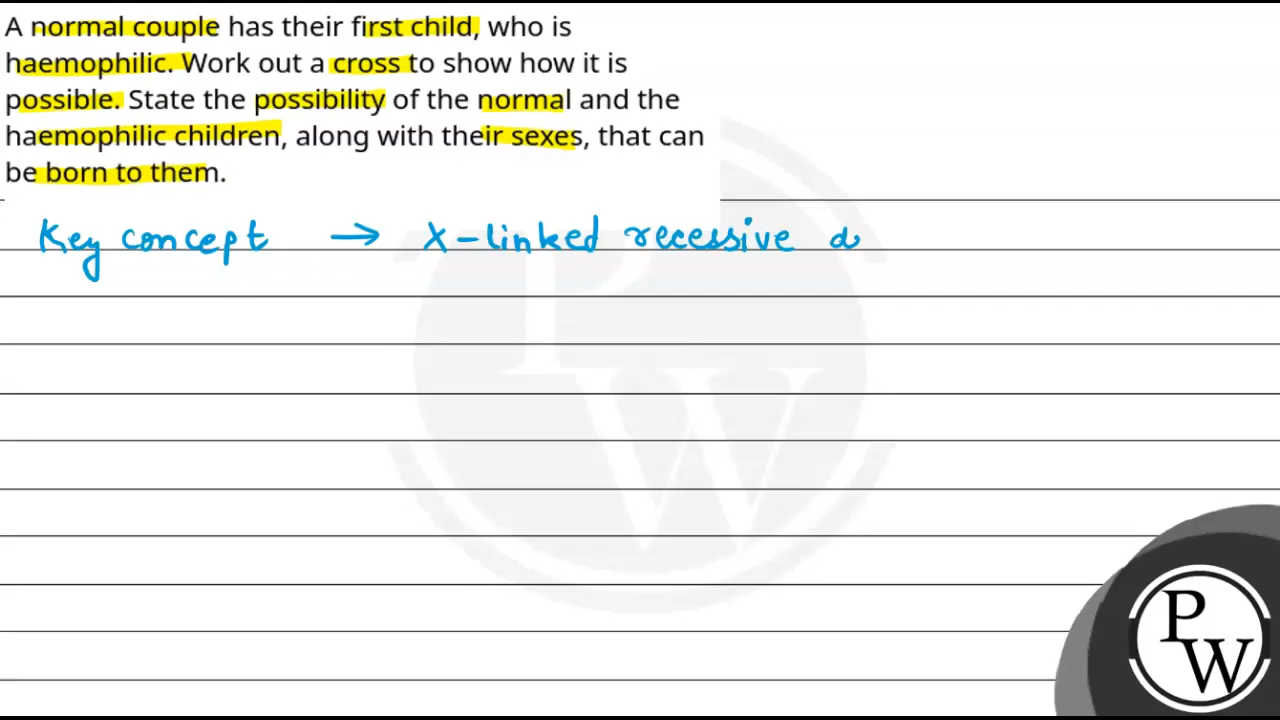 A normal couple has their first child, who is
haemophilic. Work out a cross to show how it is
possible. State the possibility of the normal and the
haemophilic children, along with their sexes, that can
be born to them.
Key concept → X-linked recessive d
P
W
P
W